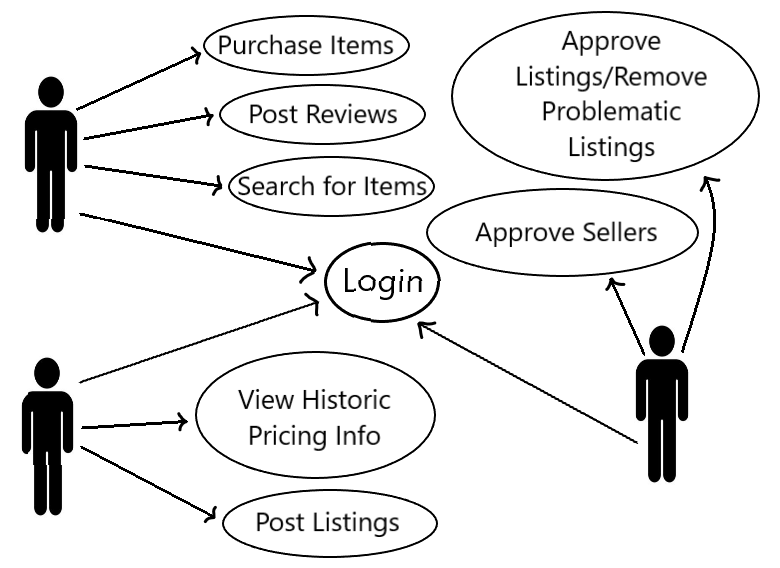 Purchase Items
Post Reviews
Search for Items
Login
View Historic
Pricing Info
Post Listings
Approve
Listings/Remove
Problematic
Listings
Approve Sellers